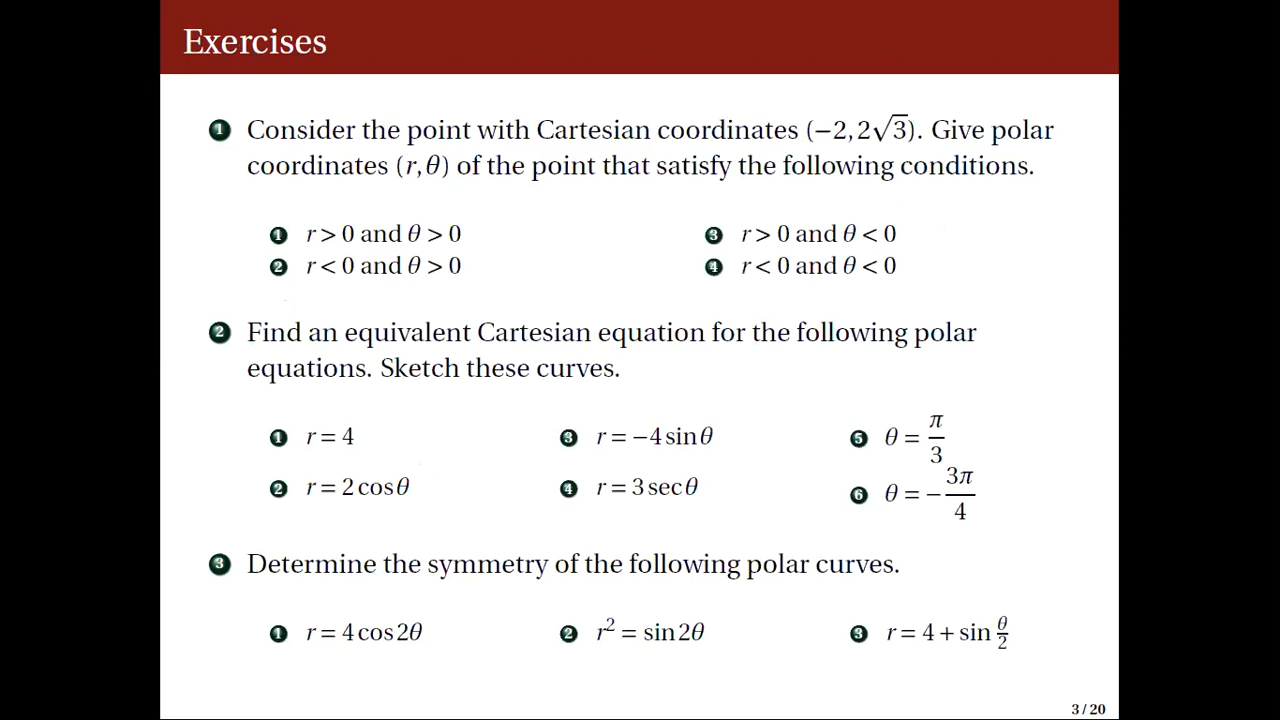 Exercises
1 Consider the point with Cartesian coordinates (−2, 2√3). Give polar
coordinates (r, θ) of the point that satisfy the following conditions.
1 r > 0 and θ > 0
2 r < 0 and θ > 0
3 r > 0 and θ < 0
4 r < 0 and θ < 0
2 Find an equivalent Cartesian equation for the following polar
equations. Sketch these curves.
1 r = 4
2 r = 2 cos θ
3 r = −4 sin θ
4 r = 3 sec θ
5 θ = π/3
6 θ = −3π/4
3 Determine the symmetry of the following polar curves.
1 r = 4 cos 2θ
2 r² = sin 2θ
3 r = 4 + sin θ/2
3 / 20